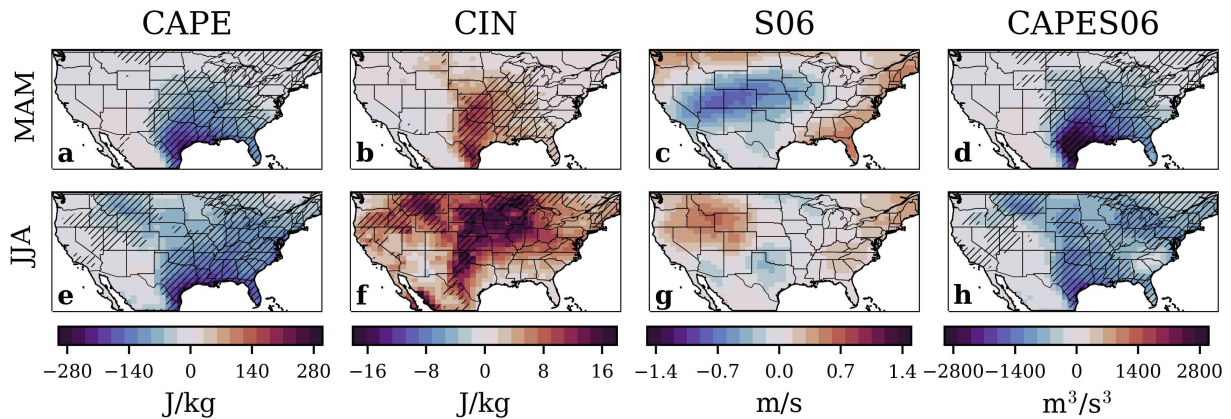 CAPE CIN S06 CAPES06
MAM
a b c d
JJA
e f g h
−280 −140 0 140 280 −16 −8 0 8 16 −1.4 −0.7 0.0 0.7 1.4 −2800 −1400 0 1400 2800
J/kg J/kg m/s m³/s³